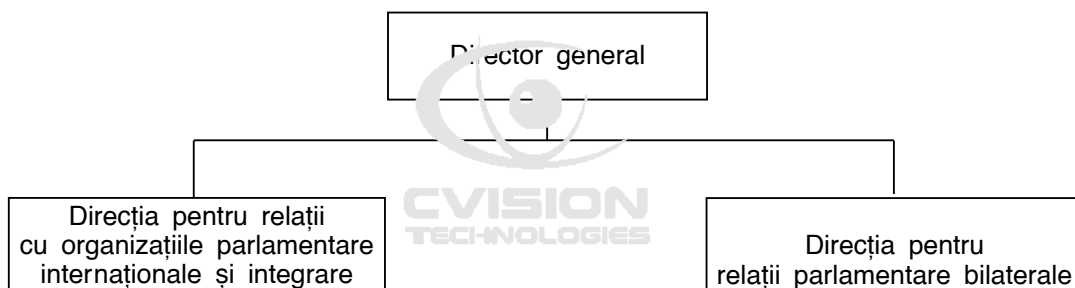 Director general
CVISION
TECHNOLOGIES
Direcția pentru relații
cu organizațiile parlamentare
internaționale și integrare
Direcția pentru
relații parlamentare bilaterale